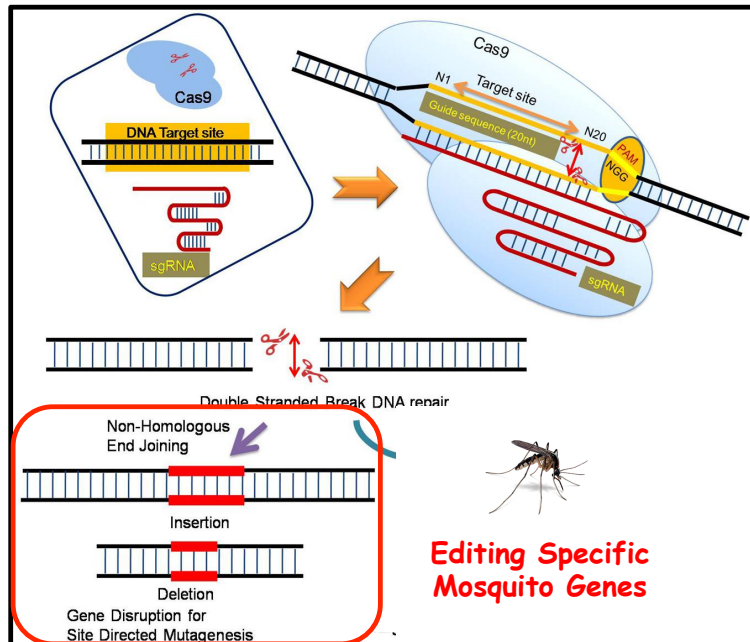 Cas9
DNA Target site
sgRNA
Cas9
N1
Target site
Guide sequence (20nt)
N20
PAM
NGG
sgRNA
Double Stranded Break DNA repair
Non-Homologous
End Joining
Insertion
Deletion
Gene Disruption for
Site Directed Mutagenesis
Editing Specific
Mosquito Genes